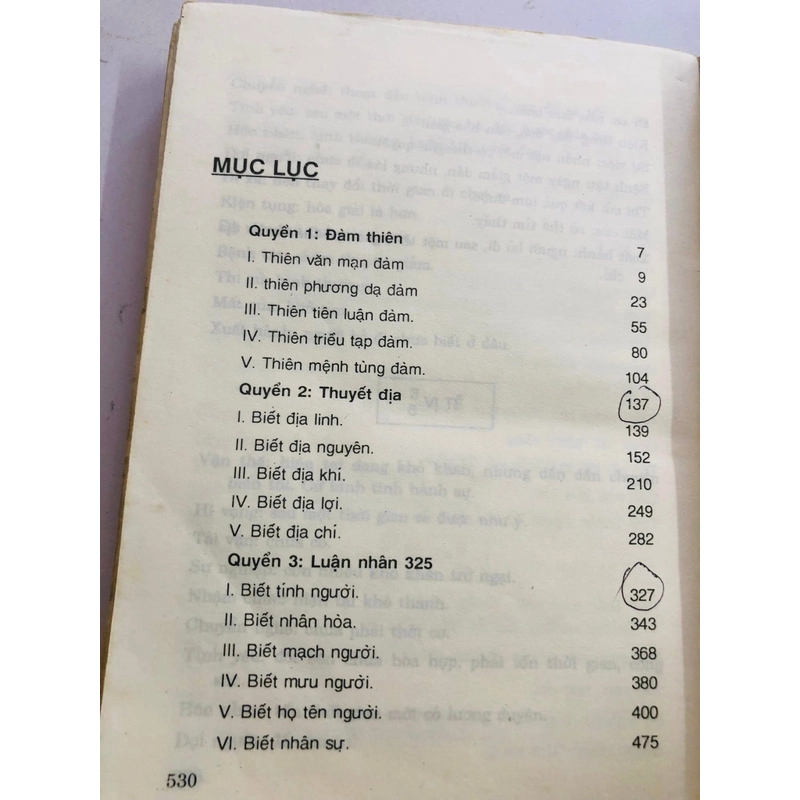 MỤC LỤC
Quyển 1: Đàm thiên 7
I. Thiên văn mạn đàm 9
II. thiên phương dạ đàm 23
III. Thiên tiên luận đàm. 55
IV. Thiên triều tạp đàm. 80
V. Thiên mệnh tùng đàm. 104
Quyển 2: Thuyết địa 137
I. Biết địa linh. 139
II. Biết địa nguyên. 152
III. Biết địa khí. 210
IV. Biết địa lợi. 249
V. Biết địa chí. 282
Quyển 3: Luận nhân 325
I. Biết tính người. 327
II. Biết nhân hòa. 343
III. Biết mạch người. 368
IV. Biết mưu người. 380
V. Biết họ tên người. 400
VI. Biết nhân sự. 475
530